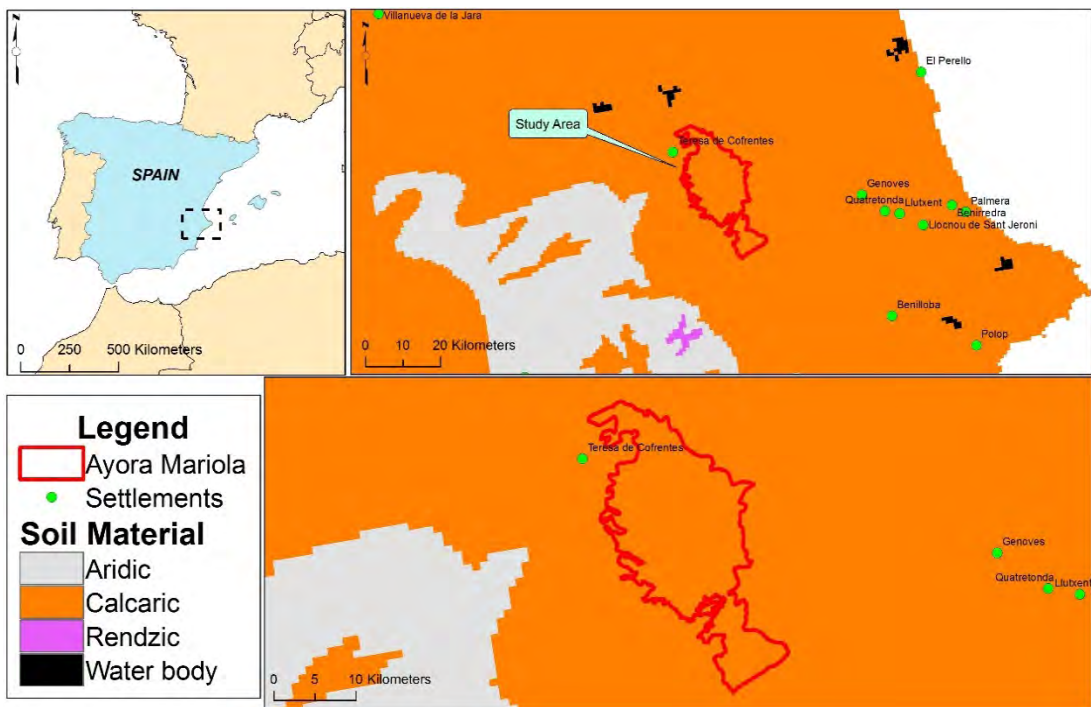 N
SPAIN
0 250 500 Kilometers
N
Villanueva de la Jara
El Perello
Study Area
Teresa de Cofrentes
Genoves
Quatretonda
Llutxent
Palmera
Benirredra
Llocnou de Sant Jeroni
Benilloba
Polop
0 10 20 Kilometers
Legend
Ayora Mariola
Settlements
Soil Material
Aridic
Calcaric
Rendzic
Water body
Teresa de Cofrentes
Genoves
Quatretonda
Llutxent
0 5 10 Kilometers